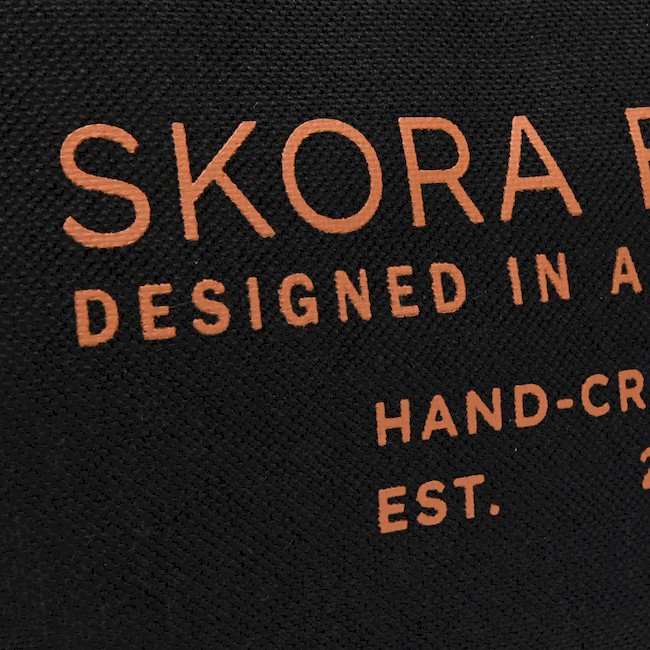 SKORA
DESIGNED IN A
HAND-CR
EST.